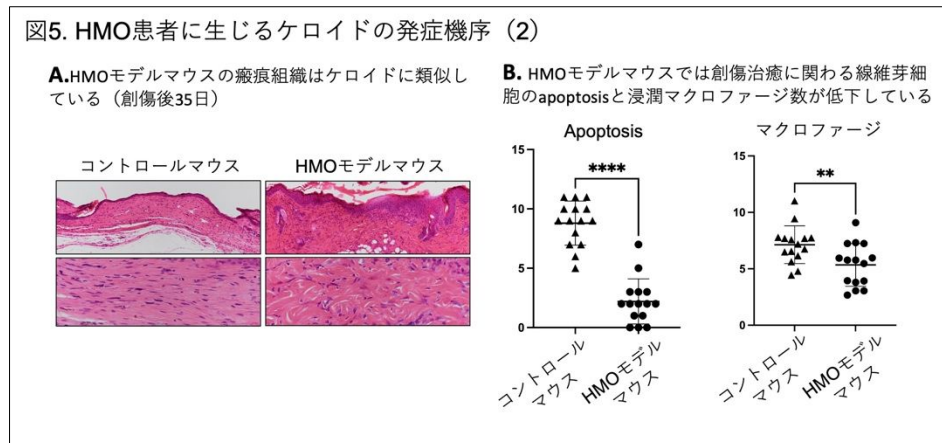 図5. HMO患者に生じるケロイドの発症機序（2）
A.HMOモデルマウスの瘢痕組織はケロイドに類似し
ている（創傷後35日）
コントロールマウス
HMOモデルマウス
B. HMOモデルマウスでは創傷治癒に関わる線維芽細
胞のapoptosisと浸潤マクロファージ数が低下している
Apoptosis
15
10
5
0
****
コントロール
マウス
HMOモデル
マウス
マクロファージ
15
10
5
0
**
コントロール
マウス
HMOモデル
マウス